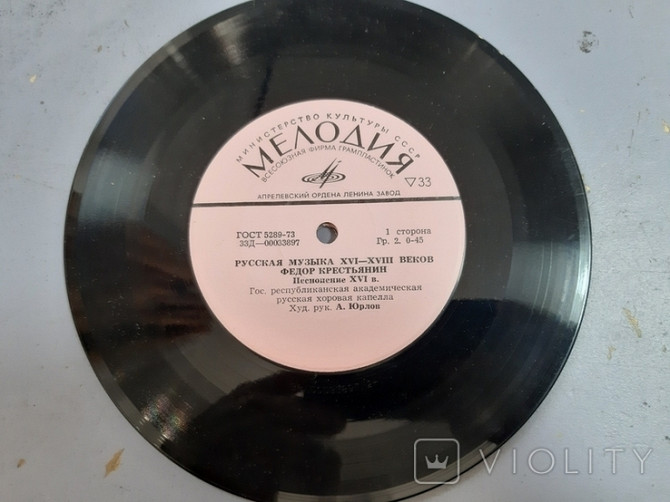 МИНИСТЕРСТВО КУЛЬТУРЫ СССР
МЕЛОДИЯ
ВСЕСОЮЗНАЯ ФИРМА ГРАМПЛАСТИНОК
▽33
АПРЕЛЕВСКИЙ ОРДЕНА ЛЕНИНА ЗАВОД
ГОСТ 5289-73
33Д—00033897
1 сторона
Гр. 2. 0-45
РУССКАЯ МУЗЫКА XVI—XVIII ВЕКОВ
ФЕДОР КРЕСТЬЯНИН
Песнопение XVI в.
Гос. республиканская академическая
русская хоровая капелла
Худ. рук. А. Юрлов
VIOLITY